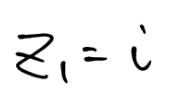 z₁ = i